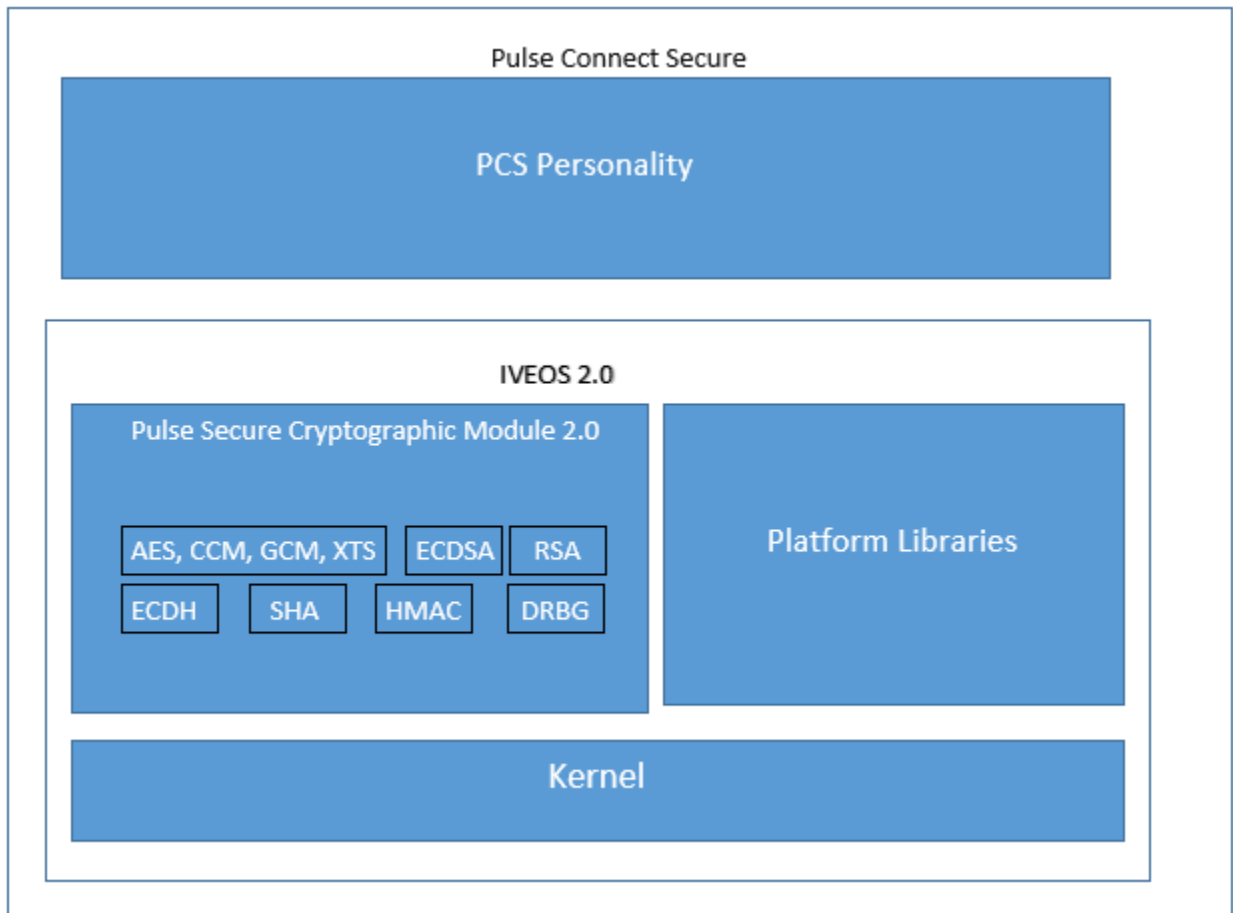 Pulse Connect Secure
PCS Personality
IVEOS 2.0
Pulse Secure Cryptographic Module 2.0
AES, CCM, GCM, XTS
ECDSA
RSA
ECDH
SHA
HMAC
DRBG
Platform Libraries
Kernel